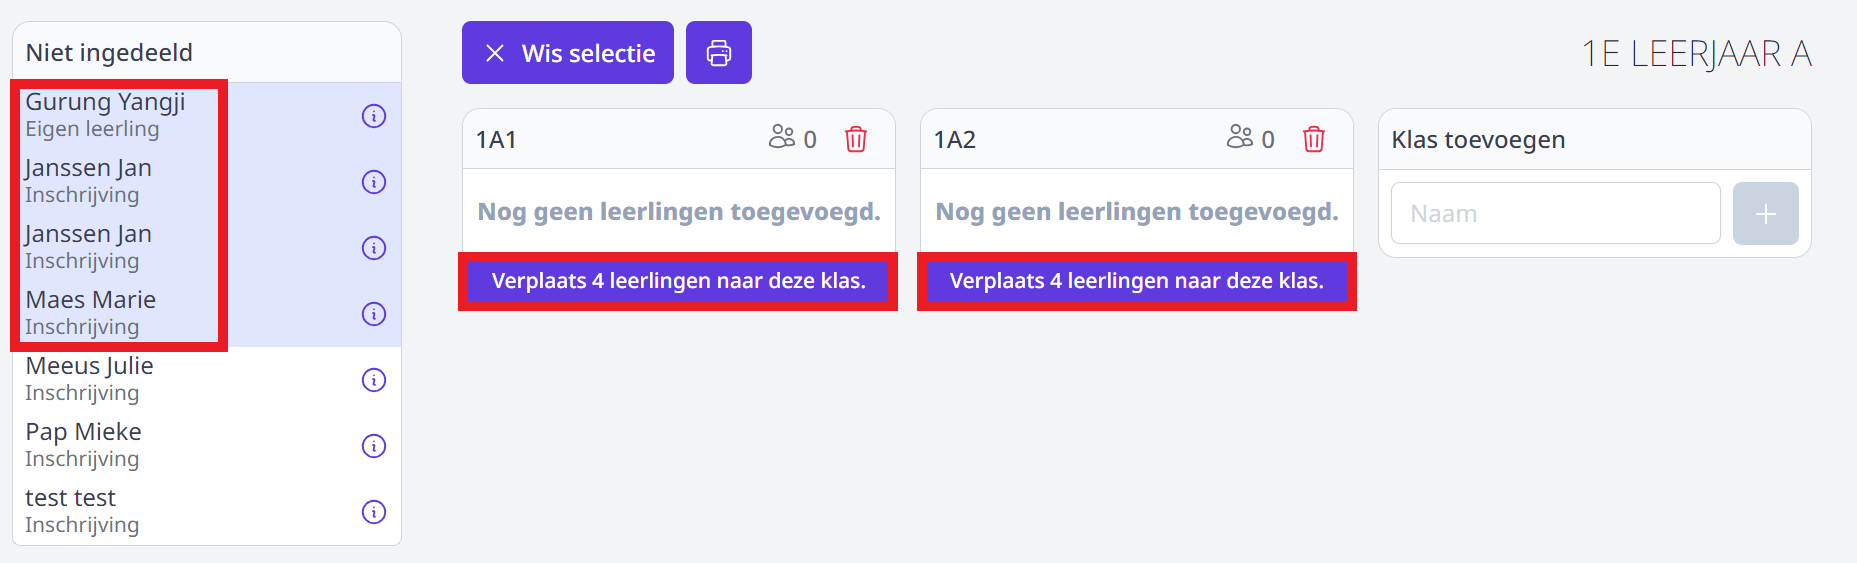 Niet ingedeeld
Gurung Yangji
Eigen leerling
Janssen Jan
Inschrijving
Janssen Jan
Inschrijving
Maes Marie
Inschrijving
Meeus Julie
Inschrijving
Pap Mieke
Inschrijving
test test
Inschrijving
Wis selectie
1E LEERJAAR A
1A1 0
Nog geen leerlingen toegevoegd.
Verplaats 4 leerlingen naar deze klas.
1A2 0
Nog geen leerlingen toegevoegd.
Verplaats 4 leerlingen naar deze klas.
Klas toevoegen
Naam